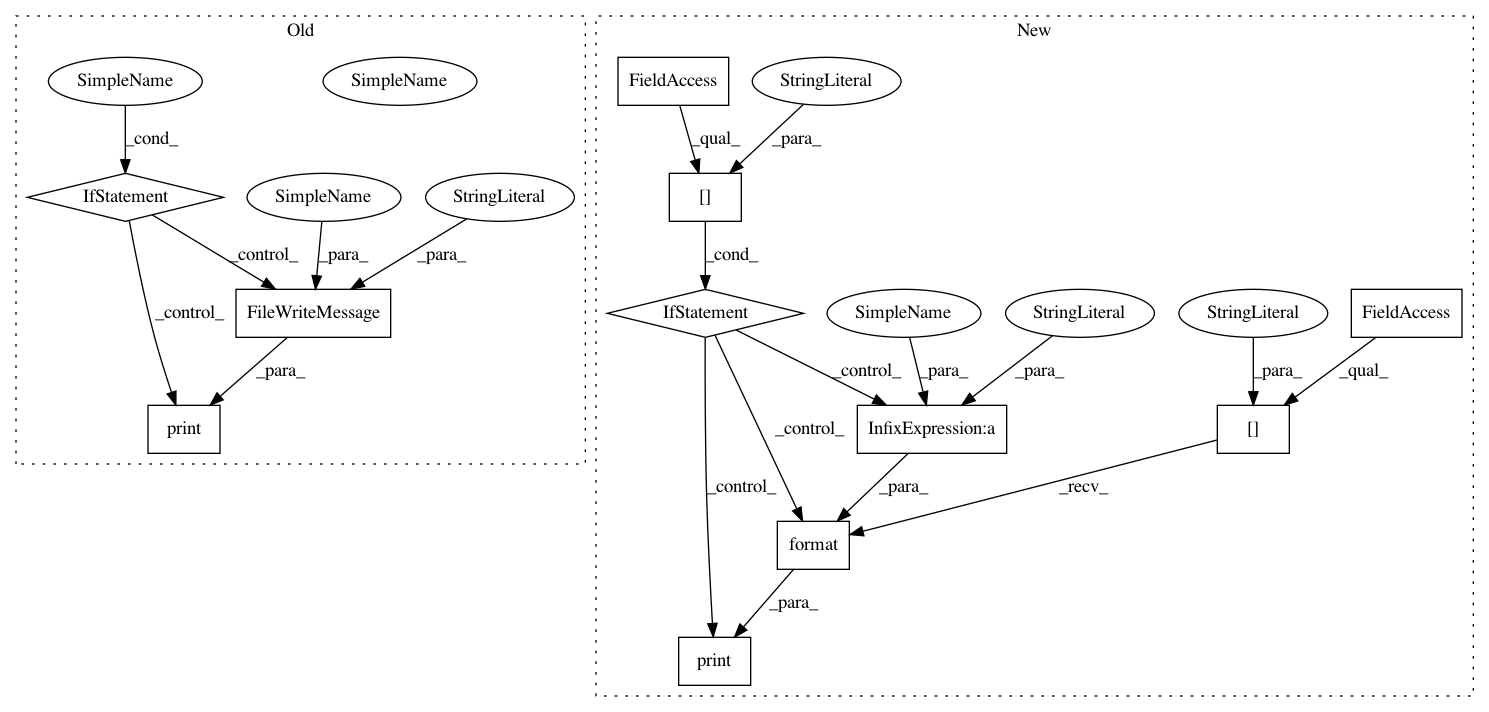 Old
New
SimpleName
SimpleName
FieldAccess
StringLiteral
_cond_
_qual_
_para_
IfStatement
SimpleName
StringLiteral
[]
_control_
_para_
_para_
_cond_
FileWriteMessage
IfStatement
SimpleName
StringLiteral
StringLiteral
FieldAccess
_control_
_para_
_control_
_para_
_para_
_para_
_qual_
print
InfixExpression:a
[]
_control_
_control_
_para_
_recv_
format
_para_
print